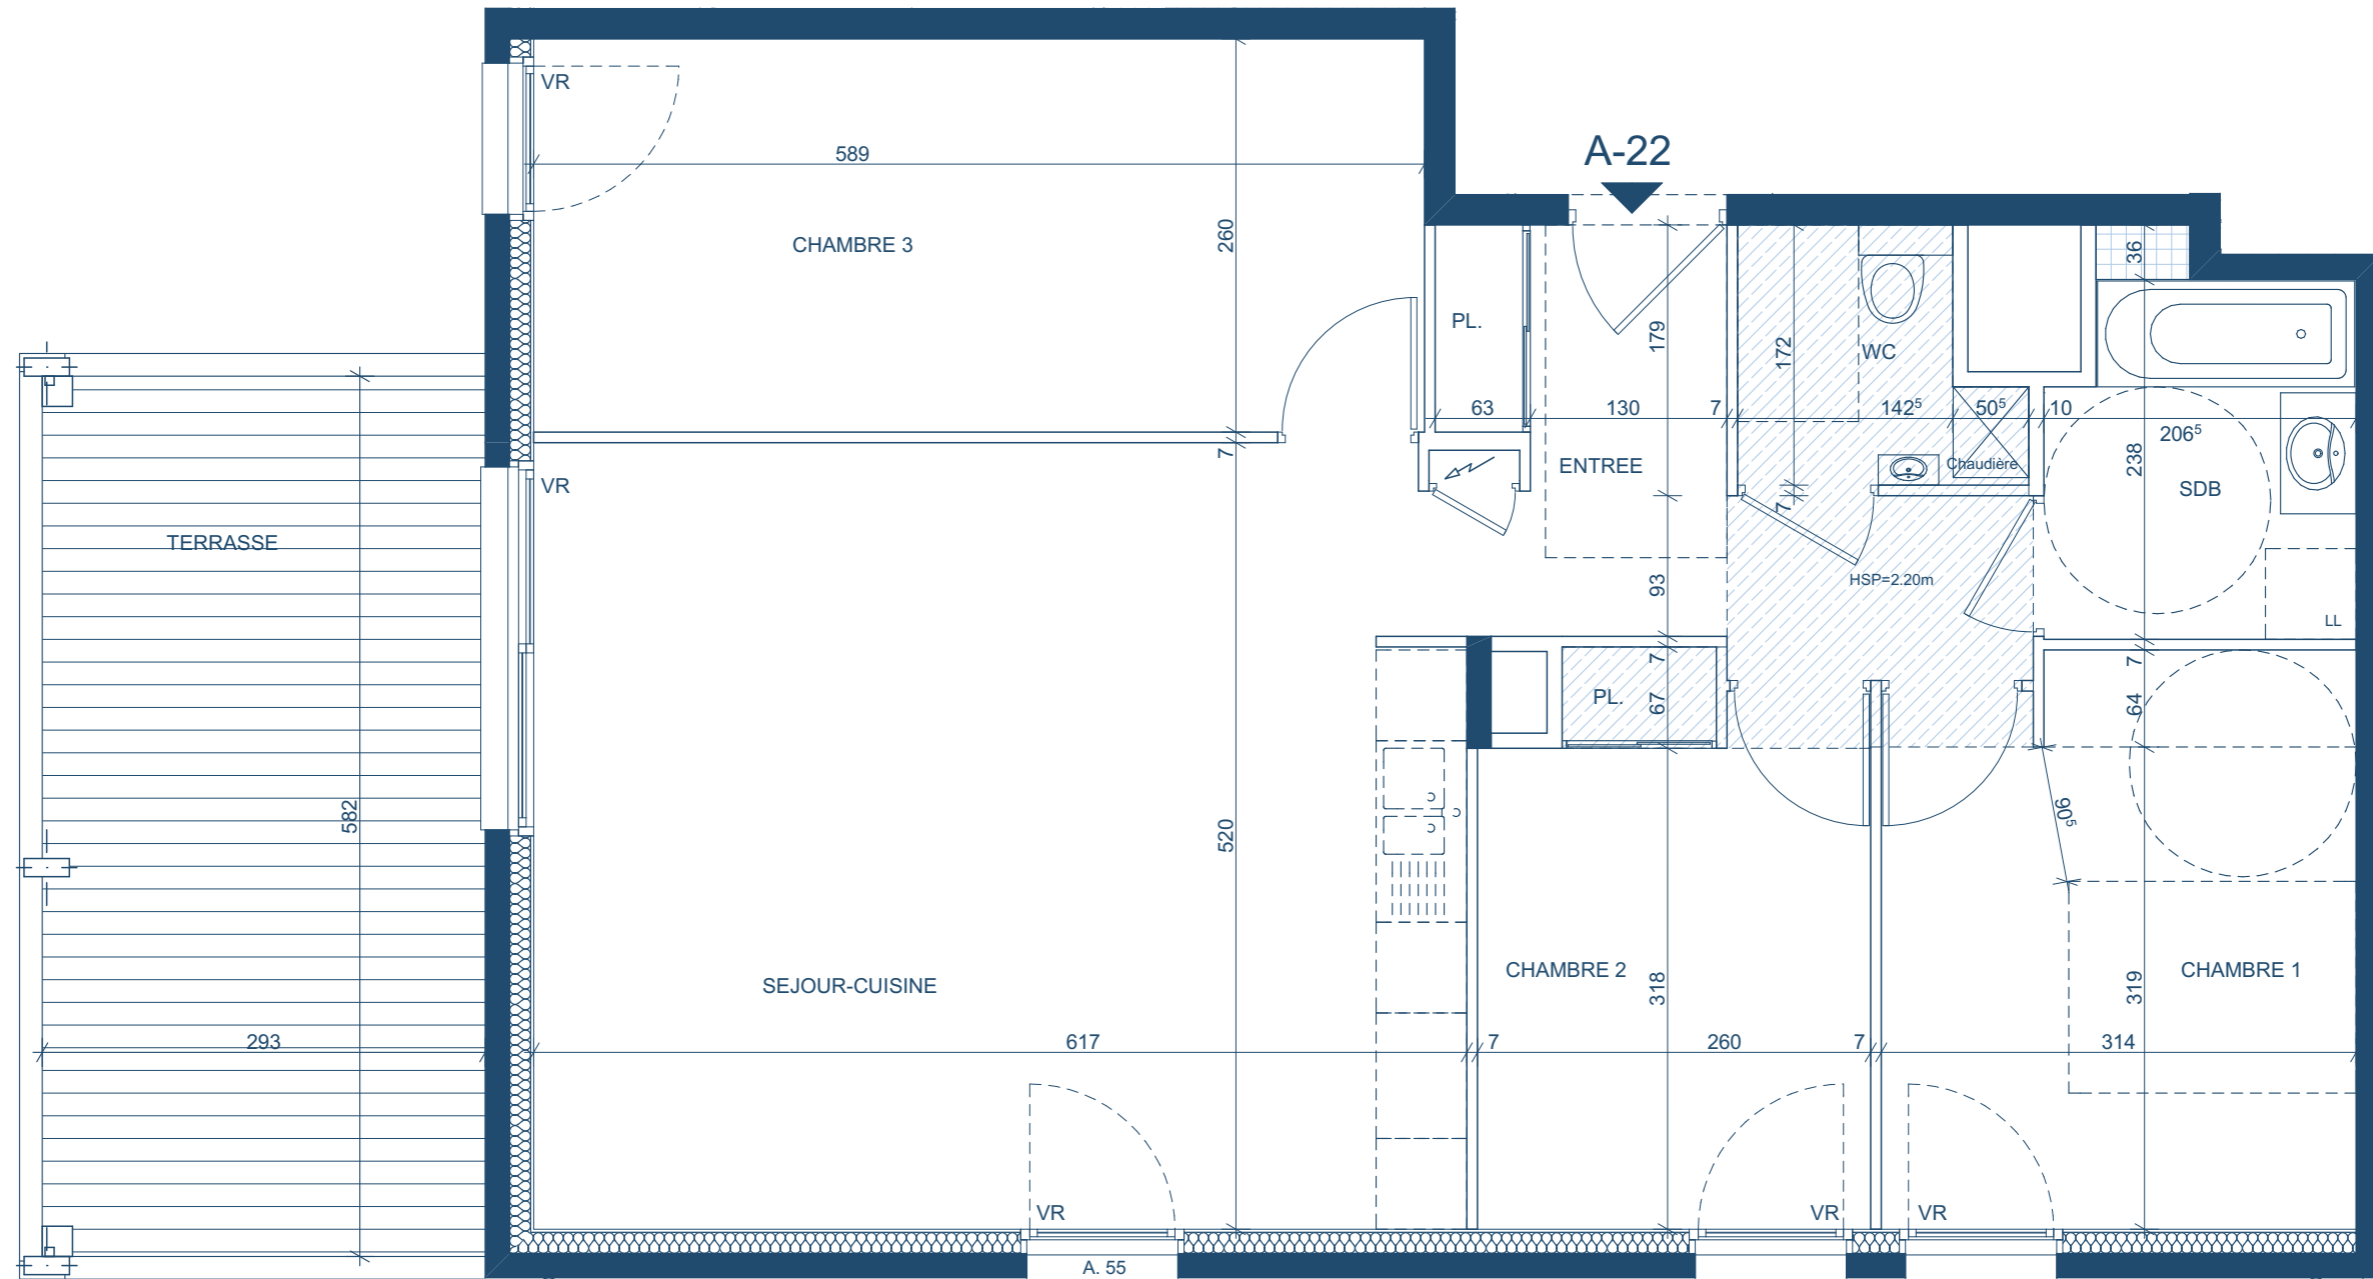 VR
A-22
589
CHAMBRE 3
260
36
PL.
179
172
WC
63
130
7
142⁵
50⁵
10
206⁵
7
ENTREE
Chaudière
238
SDB
VR
TERRASSE
7
HSP=2.20m
93
LL
7
67
PL.
7
64
582
520
90⁵
SEJOUR-CUISINE
CHAMBRE 2
318
319
CHAMBRE 1
293
617
7
260
7
314
VR
VR
VR
A. 55